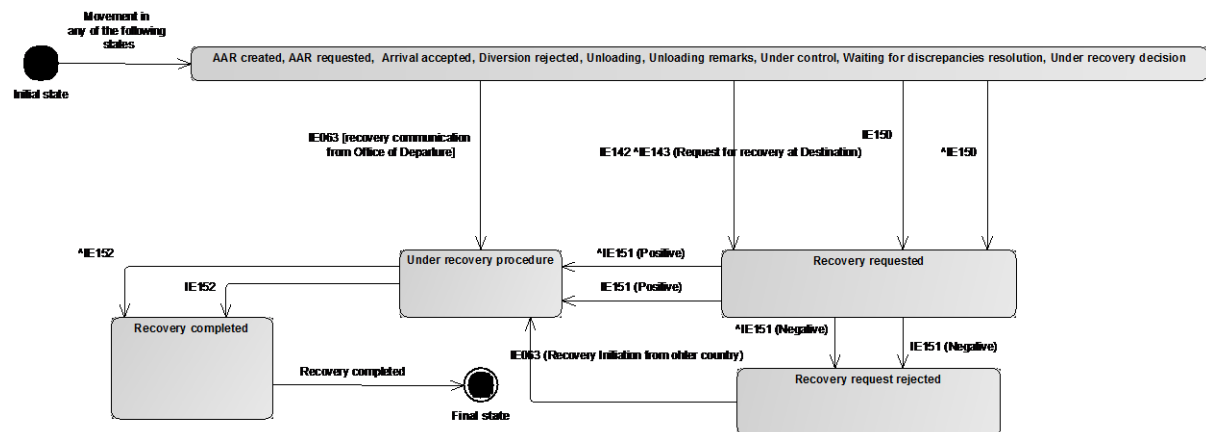 Movement in
any of the following
states
AAR created, AAR requested, Arrival accepted, Diversion rejected, Unloading, Unloading remarks, Under control, Waiting for discrepancies resolution, Under recovery decision
Initial state
IE063 [recovery communication
from Office of Departure]
IE142 ^IE143 (Request for recovery at Destination)
IE150
^IE150
^IE152
IE152
Under recovery procedure
^IE151 (Positive)
IE151 (Positive)
Recovery requested
Recovery completed
^IE151 (Negative)
IE151 (Negative)
IE063 (Recovery Initiation from ohter country)
Recovery completed
Final state
Recovery request rejected